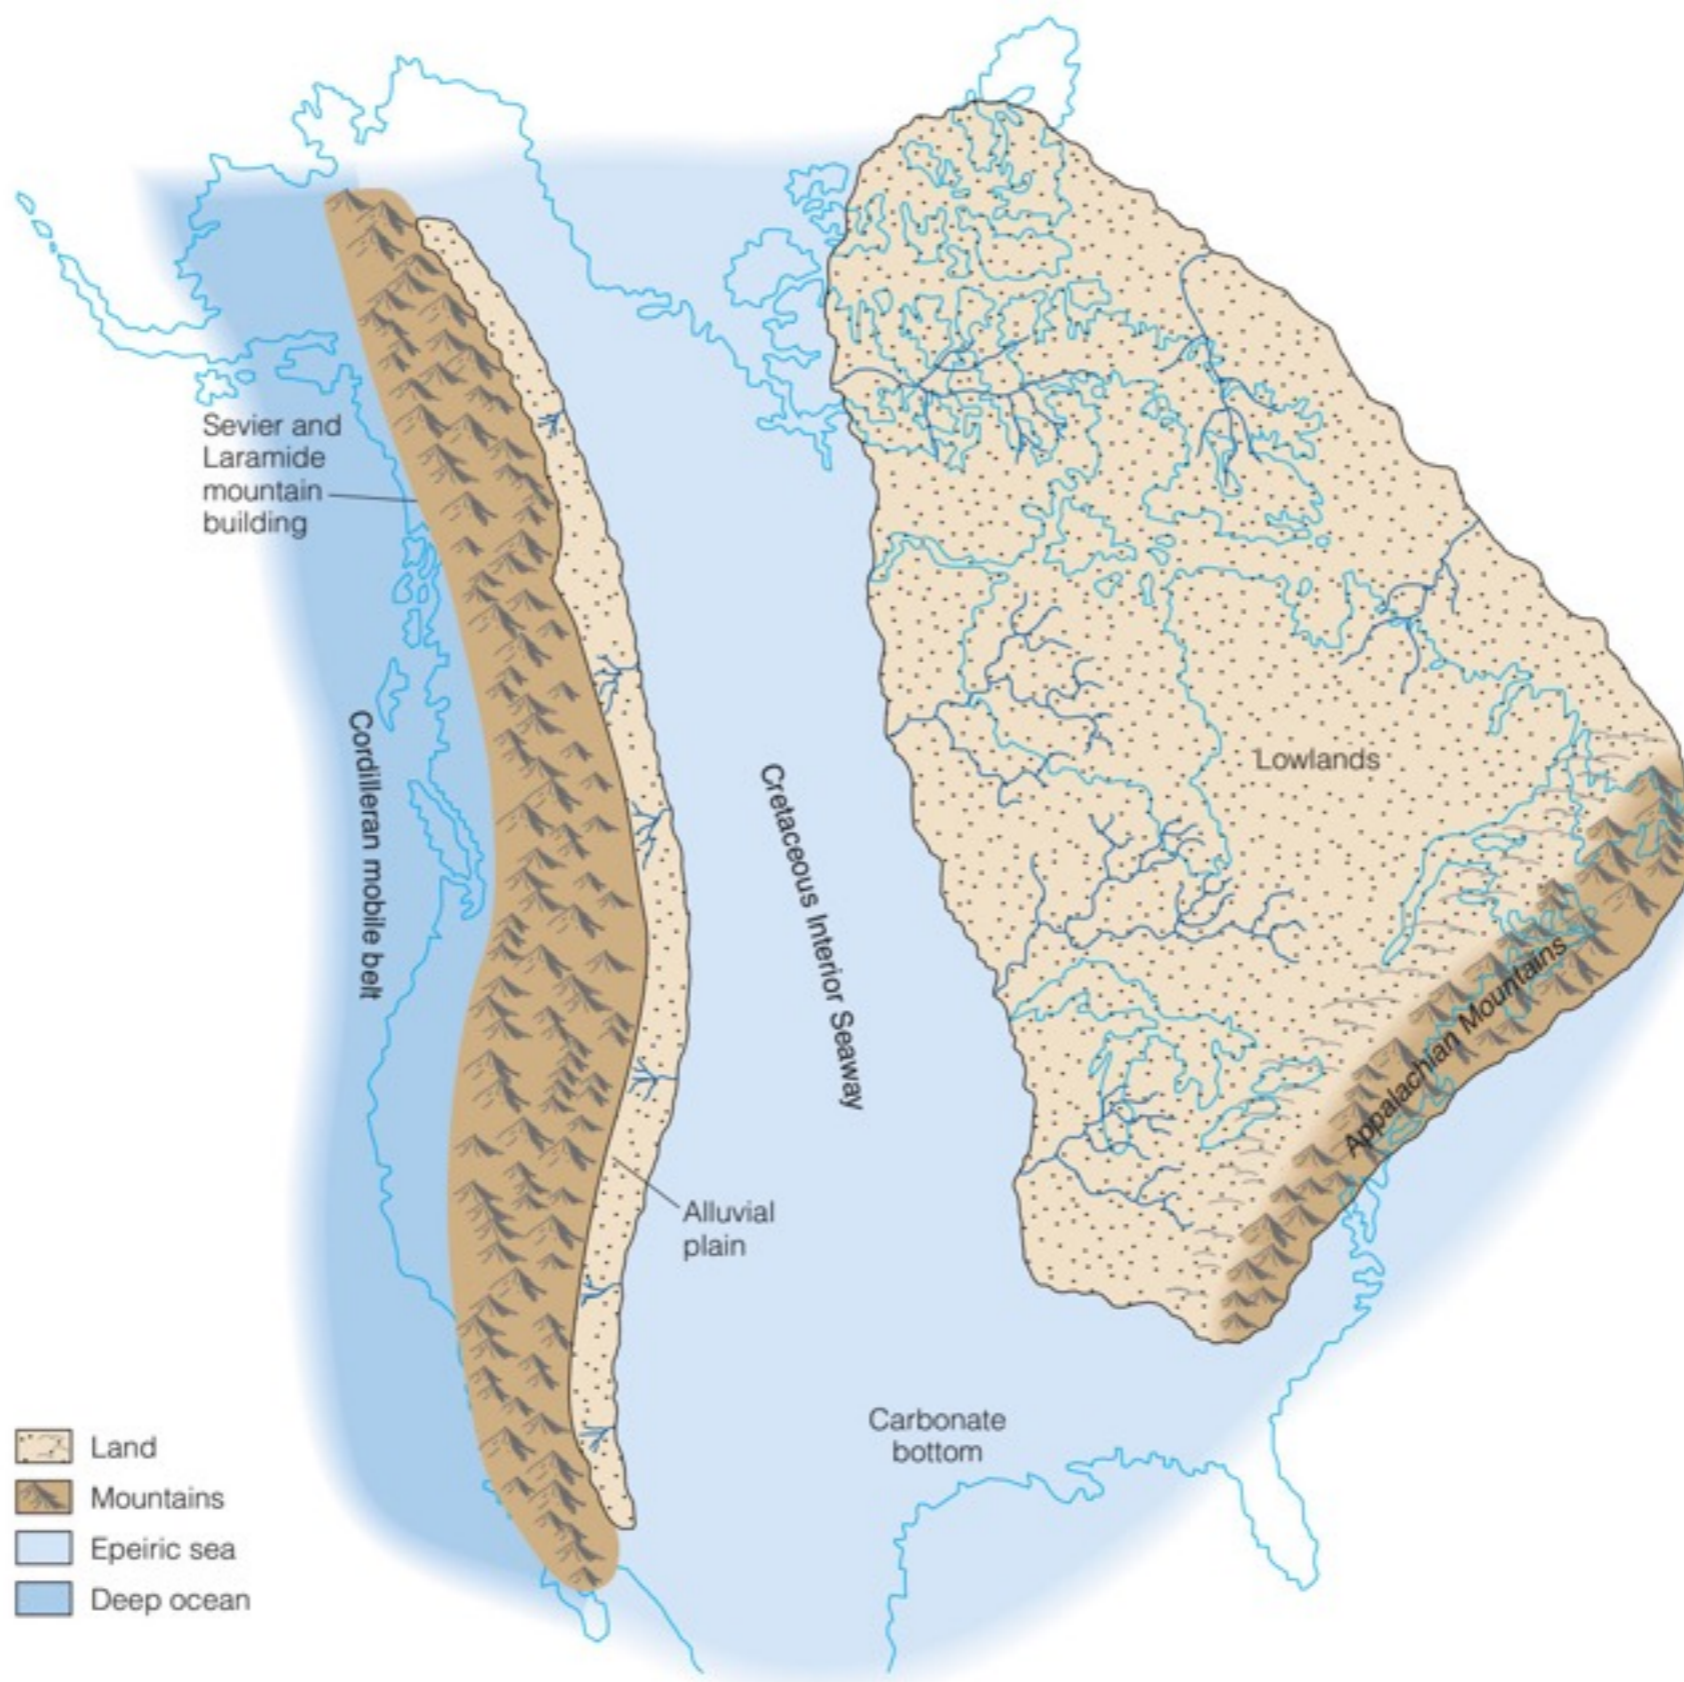 Sevier and
Laramide
mountain
building
Cordilleran mobile belt
Cretaceous Interior Seaway
Lowlands
Appalachian Mountains
Alluvial
plain
Carbonate
bottom
Land
Mountains
Epeiric sea
Deep ocean